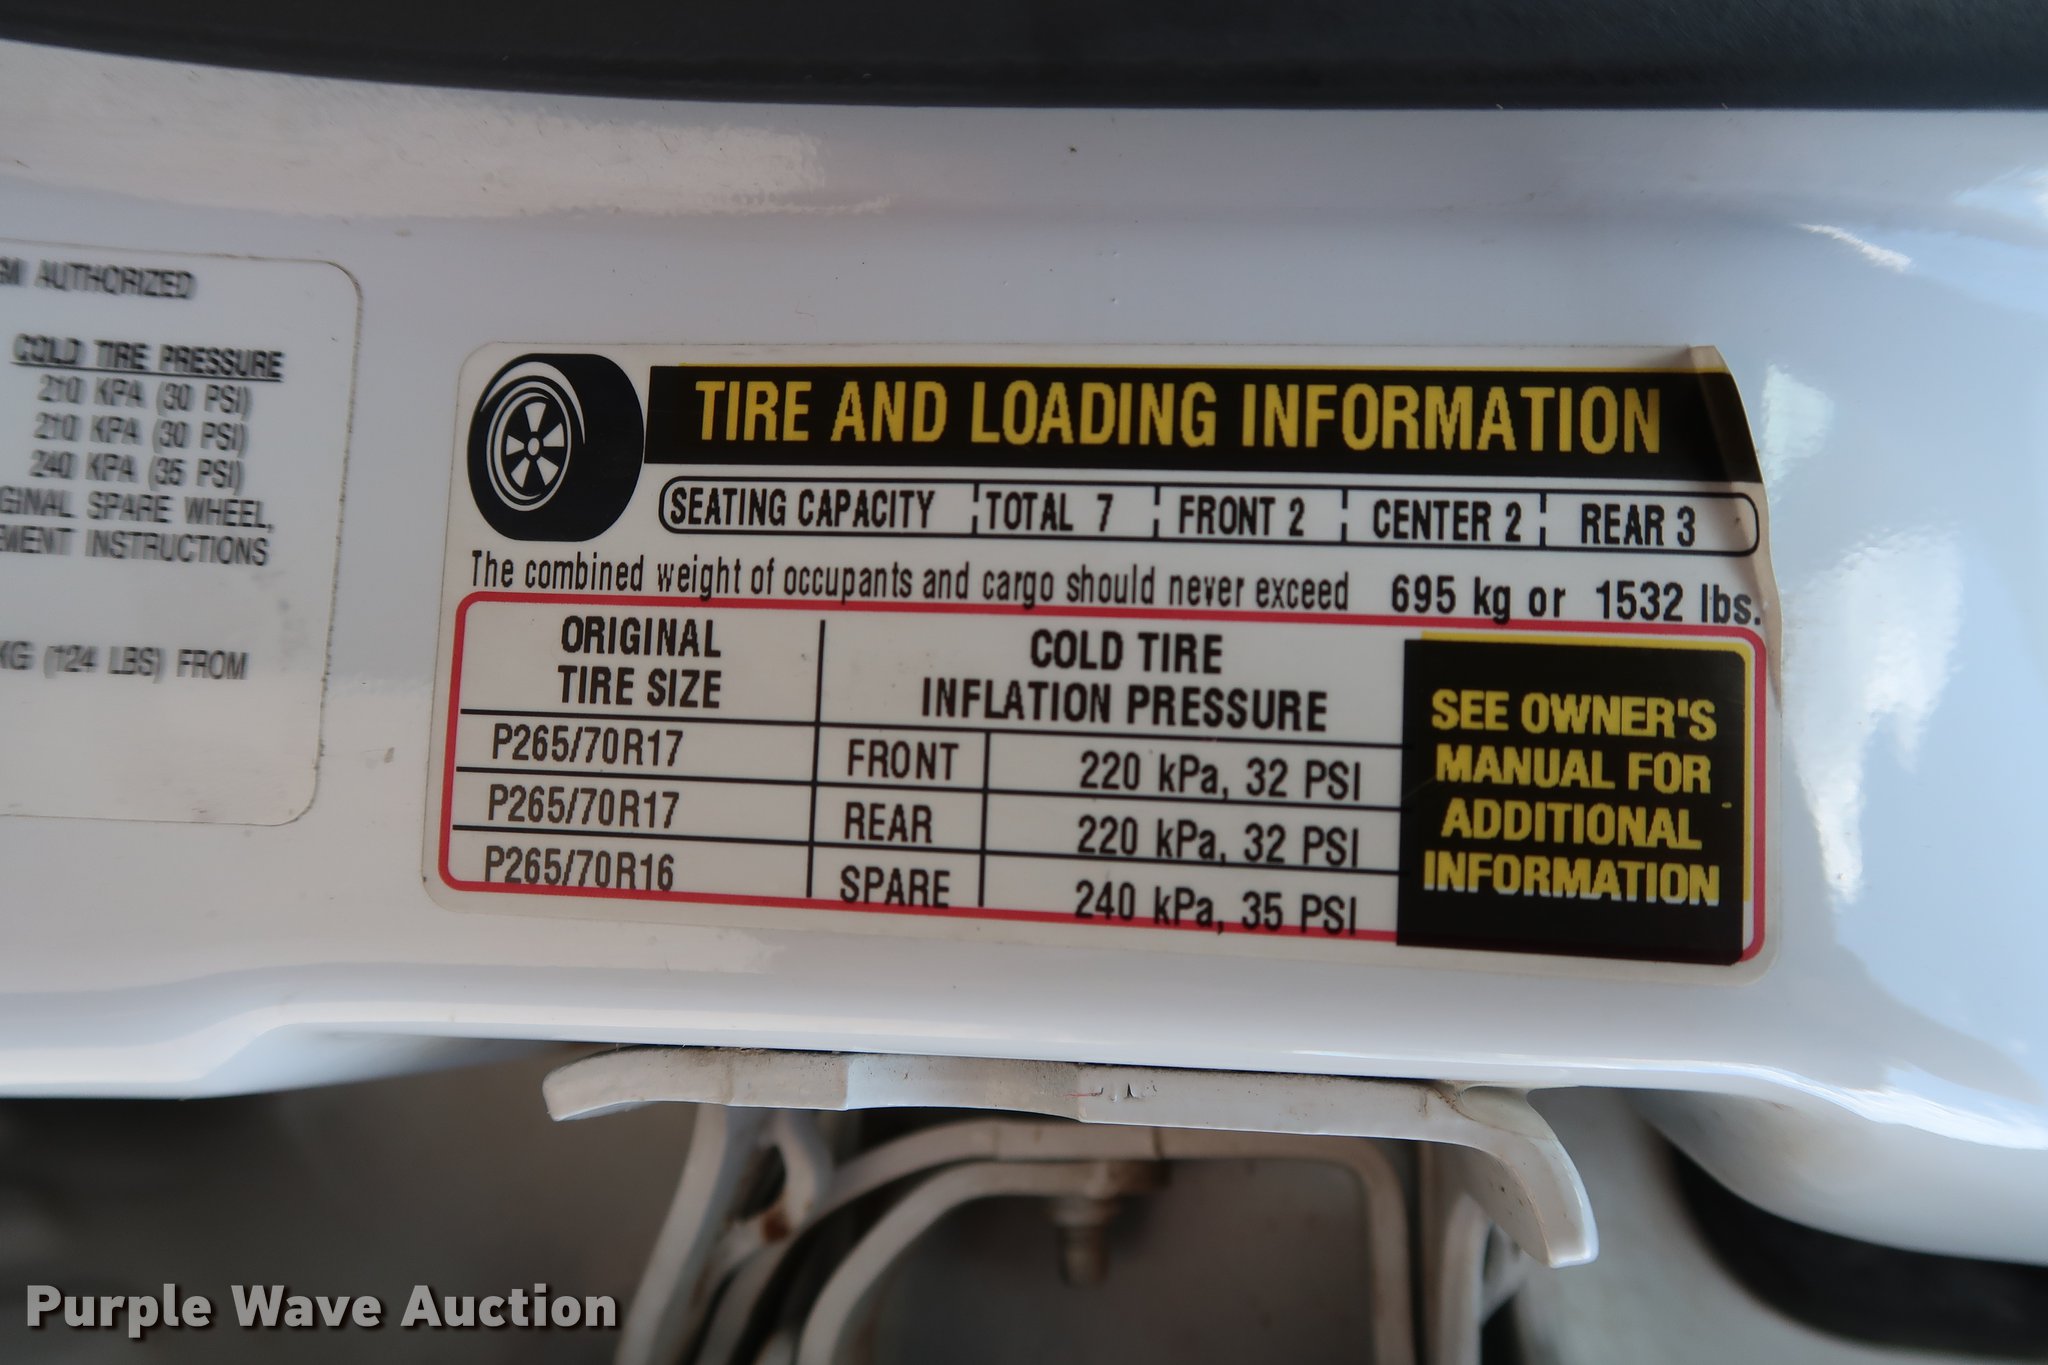 GM AUTHORIZED
COLD TIRE PRESSURE
210 KPA (30 PSI)
210 KPA (30 PSI)
240 KPA (35 PSI)
SPARE WHEEL,
INSTRUCTIONS
KG (124 LBS) FROM
TIRE AND LOADING INFORMATION
SEATING CAPACITY TOTAL 7 FRONT 2 CENTER 2 REAR 3
The combined weight of occupants and cargo should never exceed 695 kg or 1532 lbs.
ORIGINAL
TIRE SIZE
COLD TIRE
INFLATION PRESSURE
P265/70R17 FRONT 220 kPa, 32 PSI
P265/70R17 REAR 220 kPa, 32 PSI
P265/70R16 SPARE 240 kPa, 35 PSI
SEE OWNER'S
MANUAL FOR
ADDITIONAL
INFORMATION
Purple Wave Auction